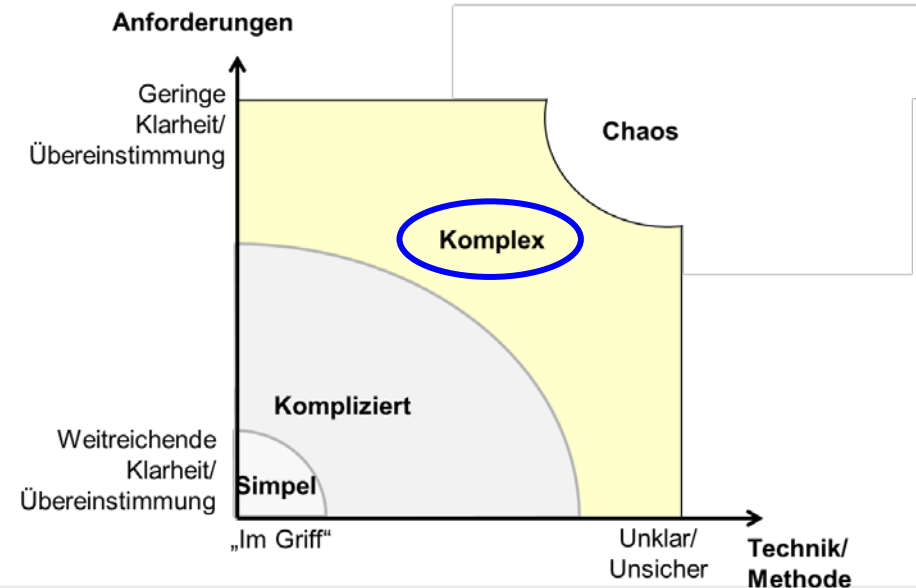 Anforderungen
Geringe
Klarheit/
Übereinstimmung
Chaos
Komplex
Kompliziert
Weitreichende
Klarheit/
Übereinstimmung
Simpel
„Im Griff“
Unklar/
Unsicher
Technik/
Methode